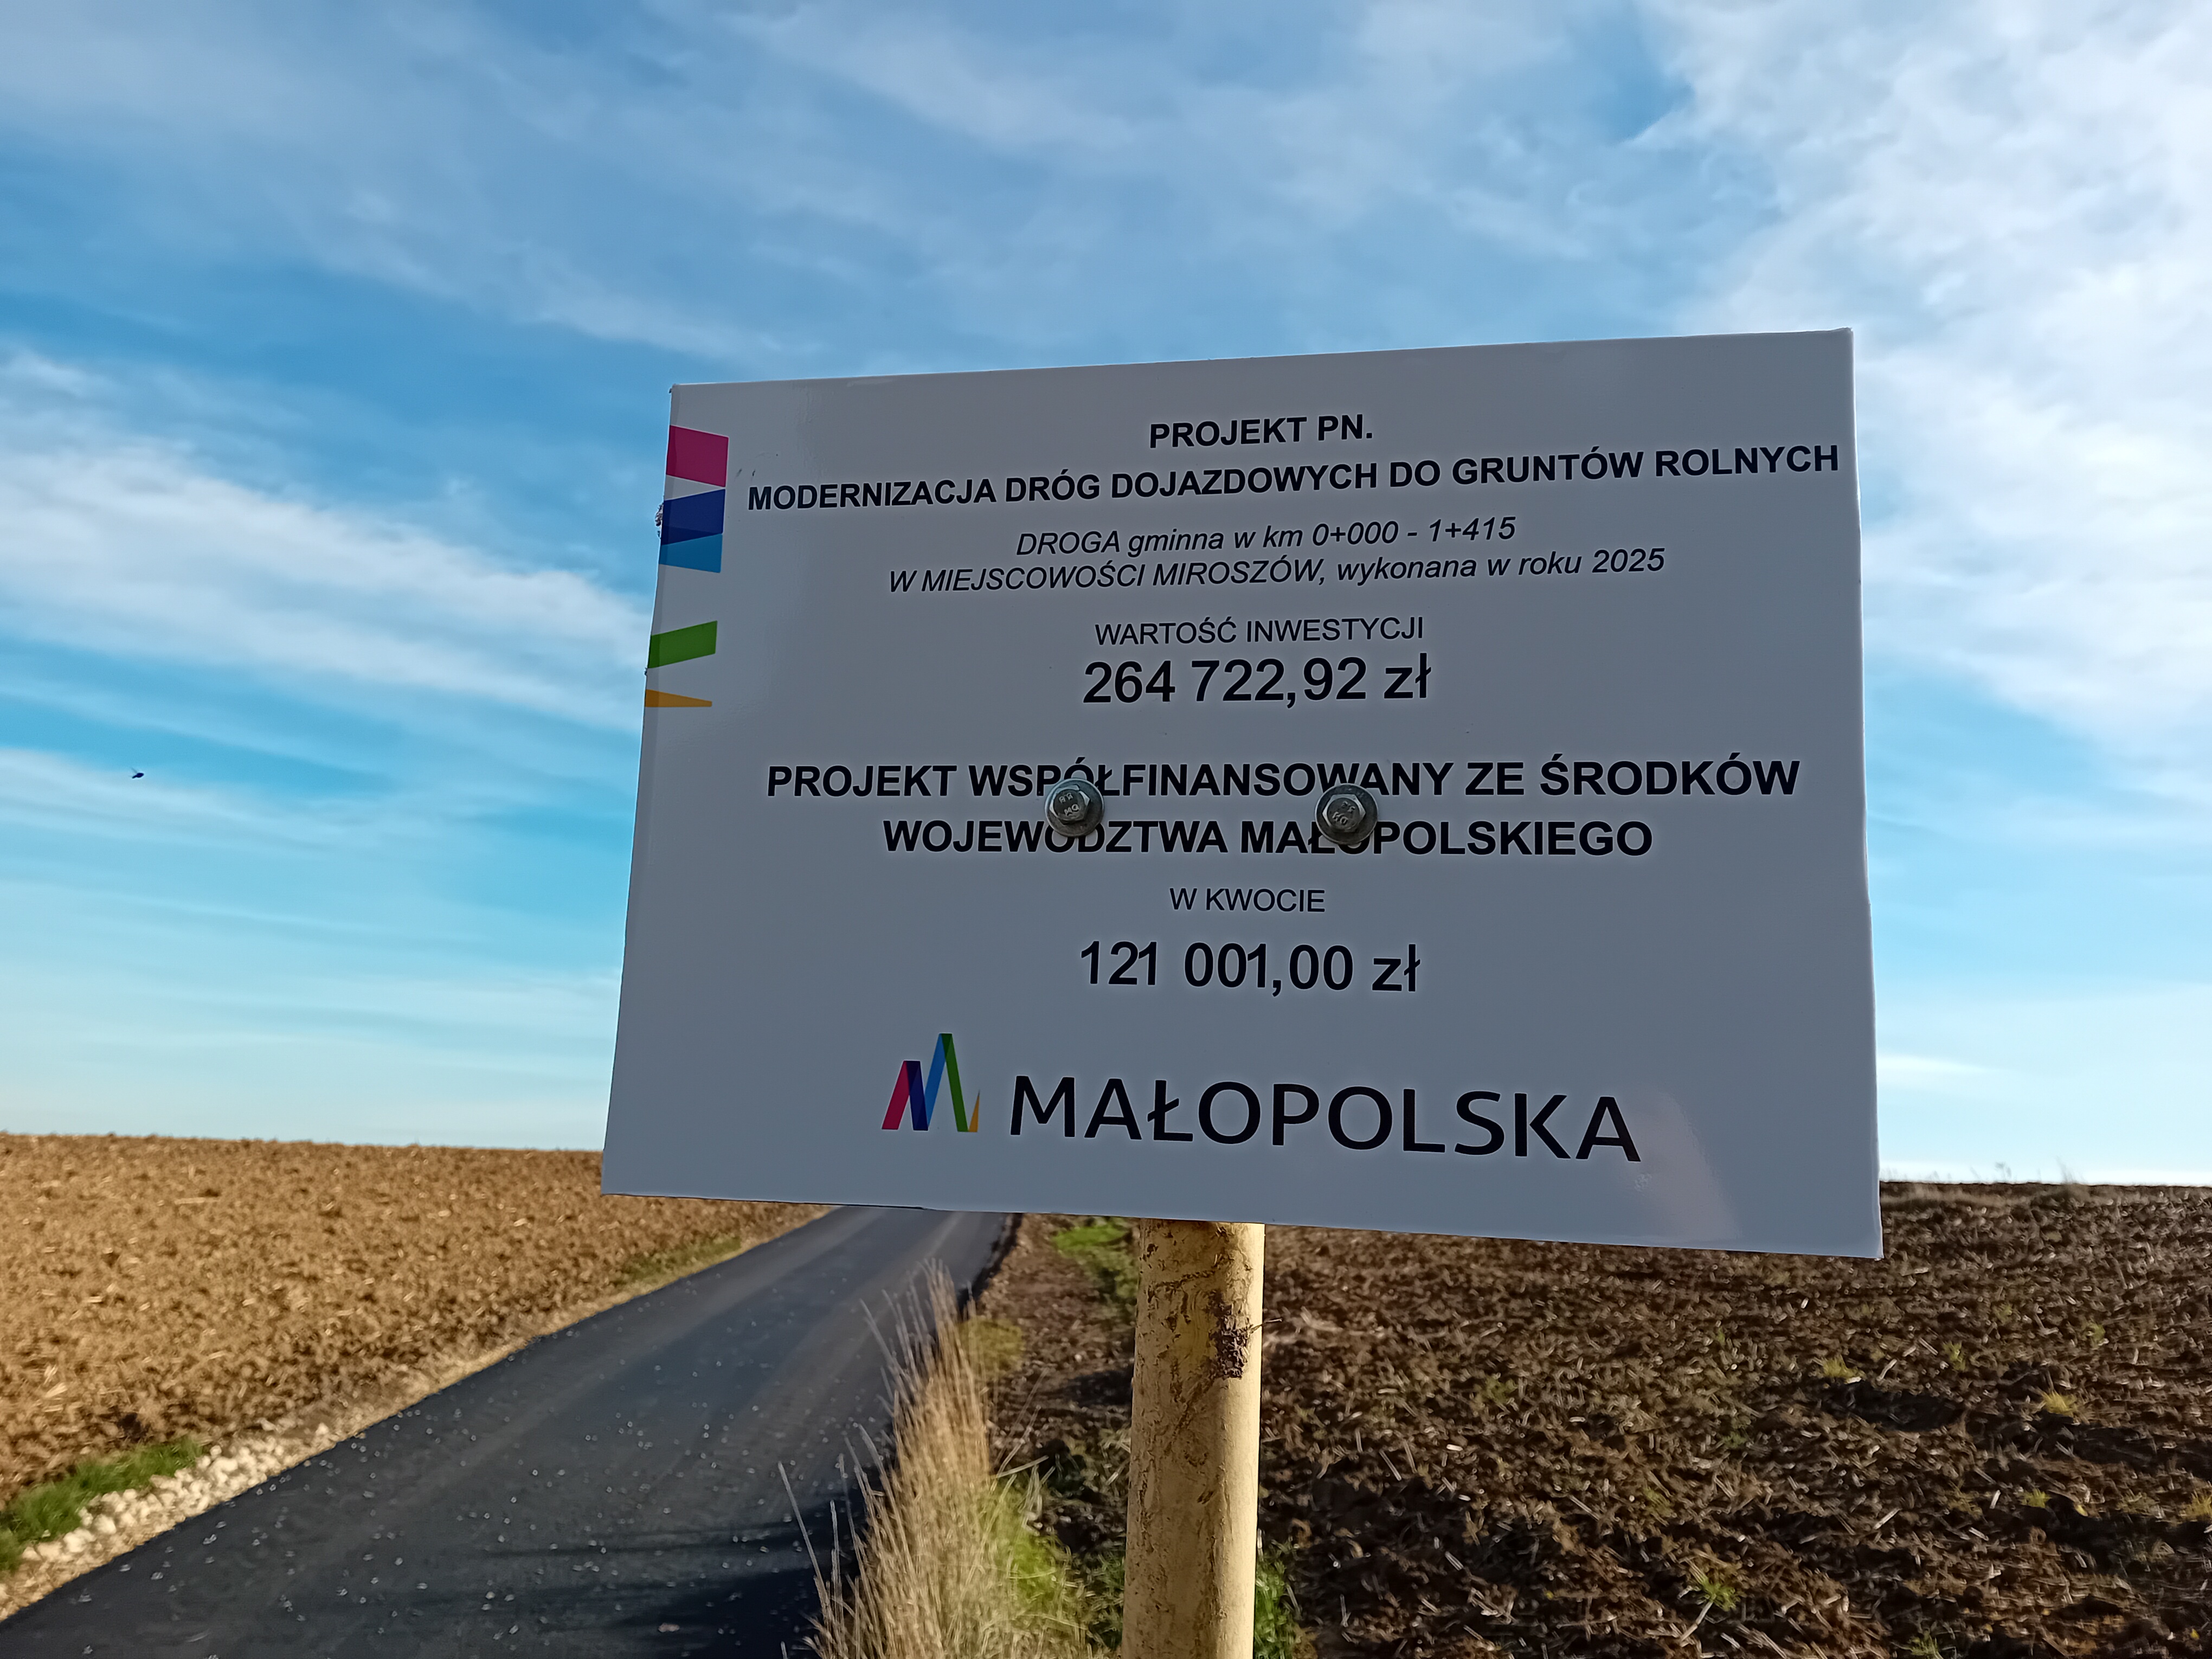 PROJEKT PN.
MODERNIZACJA DRÓG DOJAZDOWYCH DO GRUNTÓW ROLNYCH
DROGA gminna w km 0+000 - 1+415
W MIEJSCOWOŚCI MIROSZÓW, wykonana w roku 2025
WARTOŚĆ INWESTYCJI
264 722,92 zł
PROJEKT WSPÓŁFINANSOWANY ZE ŚRODKÓW
WOJEWÓDZTWA MAŁOPOLSKIEGO
W KWOCIE
121 001,00 zł
MAŁOPOLSKA